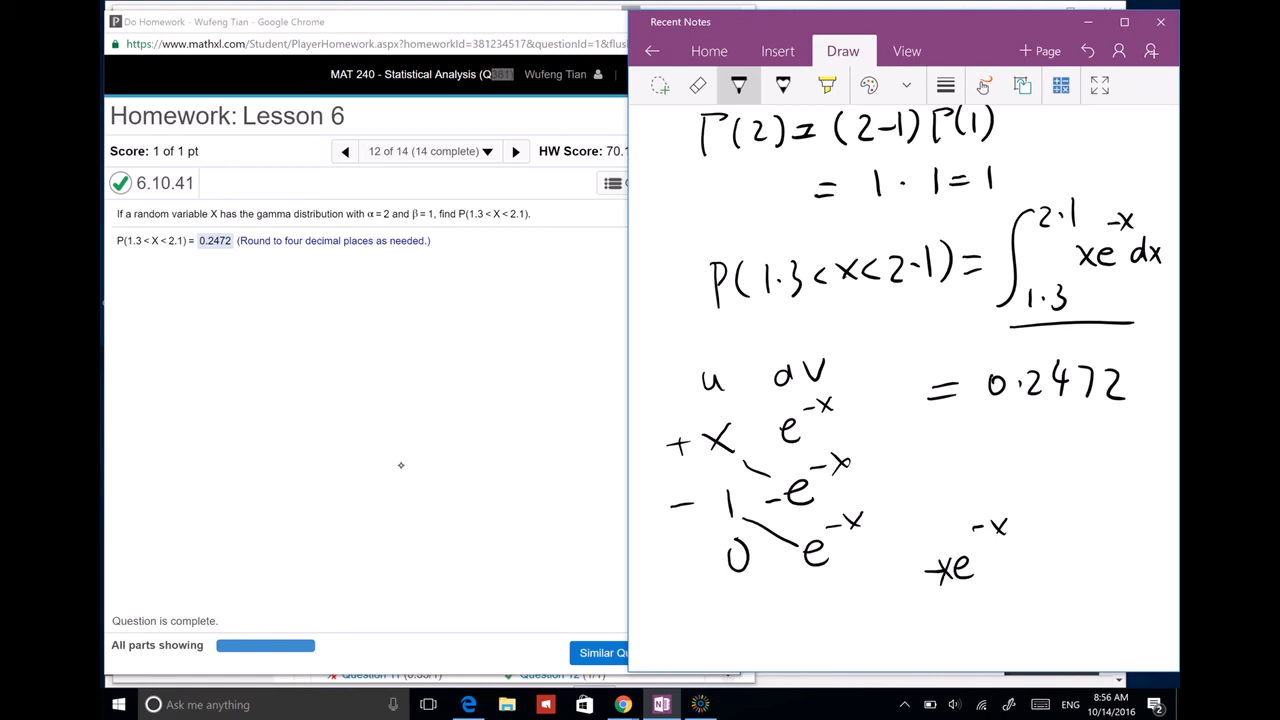 Do Homework - Wufeng Tian - Google Chrome
https://www.mathxl.com/Student/PlayerHomework.aspx?homeworkId=381234517&questionId=1&flus
MAT 240 - Statistical Analysis (Q3811) Wufeng Tian
Homework: Lesson 6
Score: 1 of 1 pt
12 of 14 (14 complete)
HW Score: 70.1
6.10.41
If a random variable X has the gamma distribution with α = 2 and β = 1, find P(1.3 < X < 2.1).
P(1.3 < X < 2.1) = 0.2472 (Round to four decimal places as needed.)
Question is complete.
All parts showing
Similar Qu
Recent Notes
Home Insert Draw View + Page
Γ(2) = (2-1) Γ(1)
= 1 · 1 = 1
P(1.3 < x < 2.1) = ∫_{1.3}^{2.1} xe^{-x} dx
= 0.2472
u dv
+ x e^{-x}
- 1 -e^{-x}
0 e^{-x}
-xe^{-x}
Ask me anything
ENG
8:56 AM
10/14/2016
2